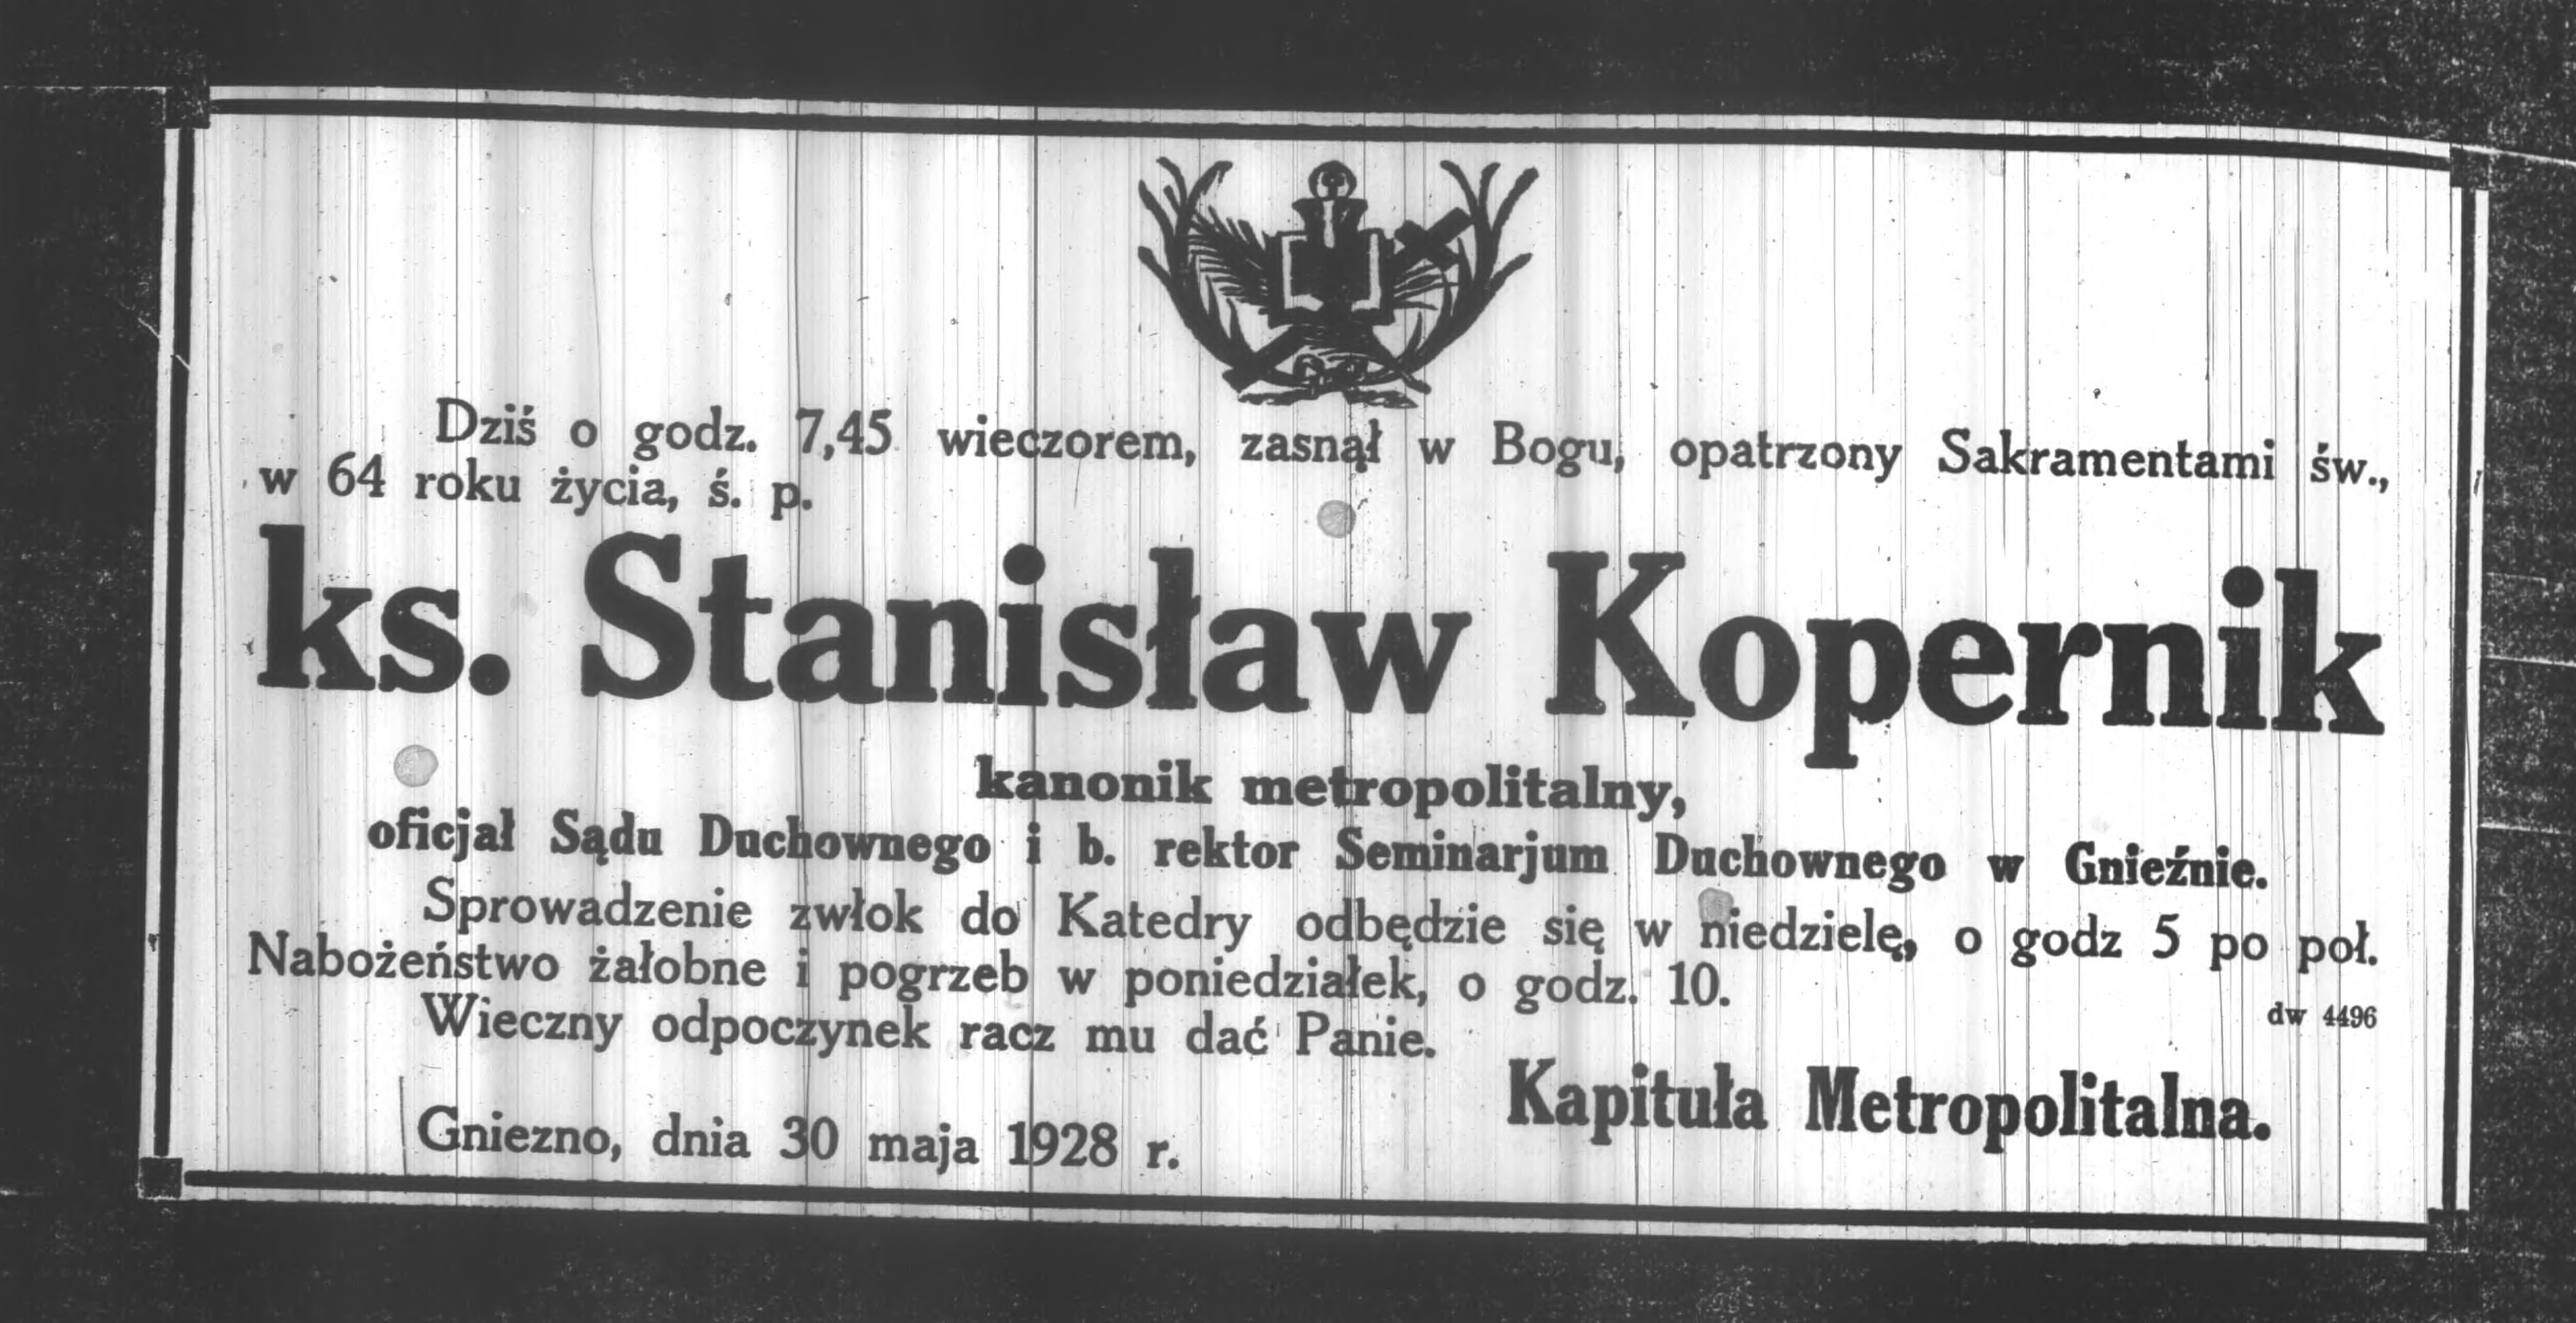 Dziś o godz. 7,45 wieczorem, zasnął w Bogu, opatrzony Sakramentami św.,
w 64 roku życia, ś. p.
ks. Stanisław Kopernik
kanonik metropolitalny,
oficjał Sądu Duchownego i b. rektor Seminarjum Duchownego w Gnieźnie.
Sprowadzenie zwłok do Katedry odbędzie się w niedzielę, o godz 5 po poł.
Nabożeństwo żałobne i pogrzeb w poniedziałek, o godz. 10.
dw 4496
Wieczny odpoczynek racz mu dać Panie.
Kapituła Metropolitalna.
Gniezno, dnia 30 maja 1928 r.